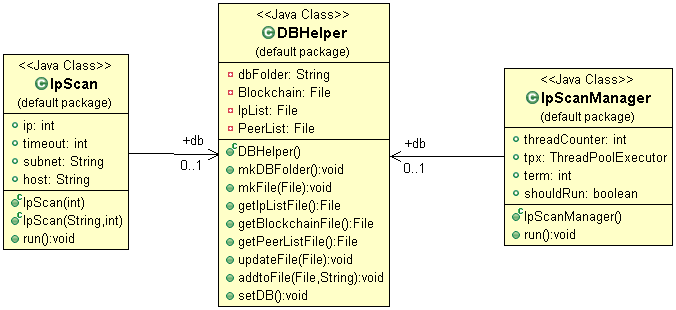 <<Java Class>>
IpScan
(default package)
ip: int
timeout: int
subnet: String
host: String
IpScan(int)
IpScan(String,int)
run():void
+db
0..1
<<Java Class>>
DBHelper
(default package)
dbFolder: String
Blockchain: File
IpList: File
PeerList: File
DBHelper()
mkDBFolder():void
mkFile(File):void
getIpListFile():File
getBlockchainFile():File
getPeerListFile():File
updateFile(File):void
addtoFile(File,String):void
setDB():void
+db
0..1
<<Java Class>>
IpScanManager
(default package)
threadCounter: int
tpx: ThreadPoolExecutor
term: int
shouldRun: boolean
IpScanManager()
run():void